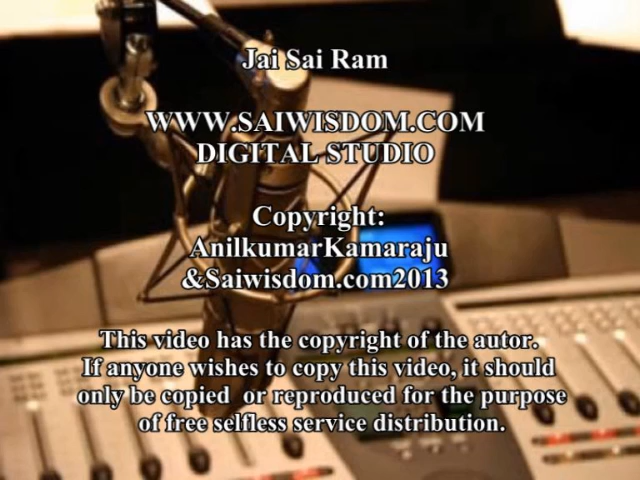 Jai Sai Ram
WWW.SAIWISDOM.COM
DIGITAL STUDIO
Copyright:
AnilkumarKamaraju
&Saiwisdom.com2013
This video has the copyright of the autor.
If anyone wishes to copy this video, it should
only be copied or reproduced for the purpose
of free selfless service distribution.